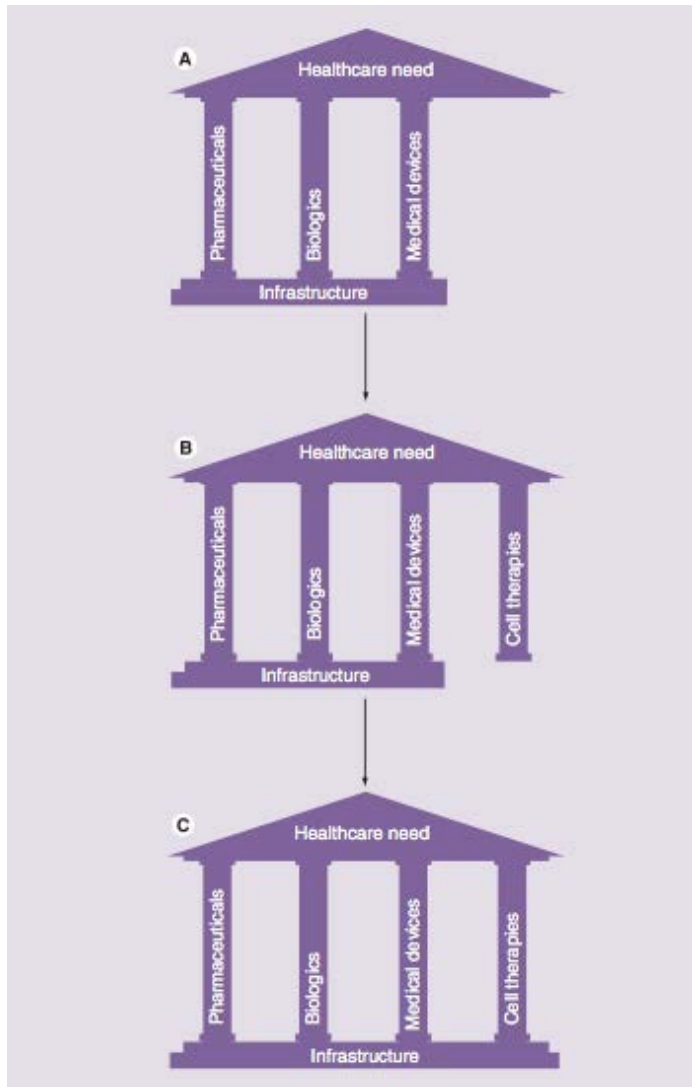 A
Healthcare need
Pharmaceuticals
Biologics
Medical devices
Infrastructure
B
Healthcare need
Pharmaceuticals
Biologics
Medical devices
Cell therapies
Infrastructure
C
Healthcare need
Pharmaceuticals
Biologics
Medical devices
Cell therapies
Infrastructure